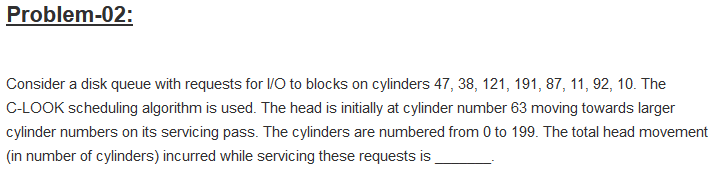 Problem-02:
Consider a disk queue with requests for I/O to blocks on cylinders 47, 38, 121, 191, 87, 11, 92, 10. The
C-LOOK scheduling algorithm is used. The head is initially at cylinder number 63 moving towards larger
cylinder numbers on its servicing pass. The cylinders are numbered from 0 to 199. The total head movement
(in number of cylinders) incurred while servicing these requests is _______.